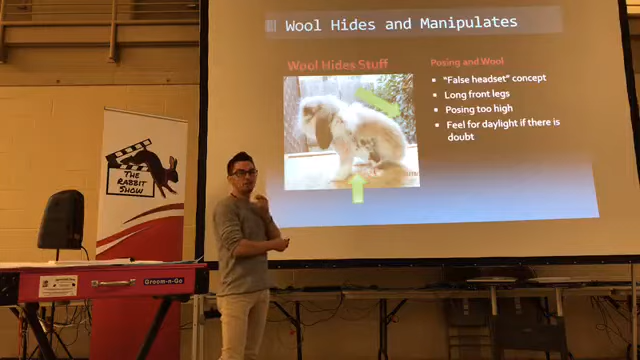 Wool Hides and Manipulates
Wool Hides Stuff
Posing and Wool
"False headset" concept
Long front legs
Posing too high
Feel for daylight if there is
doubt
THE
RABBIT
SHOW
Groom-n-Go